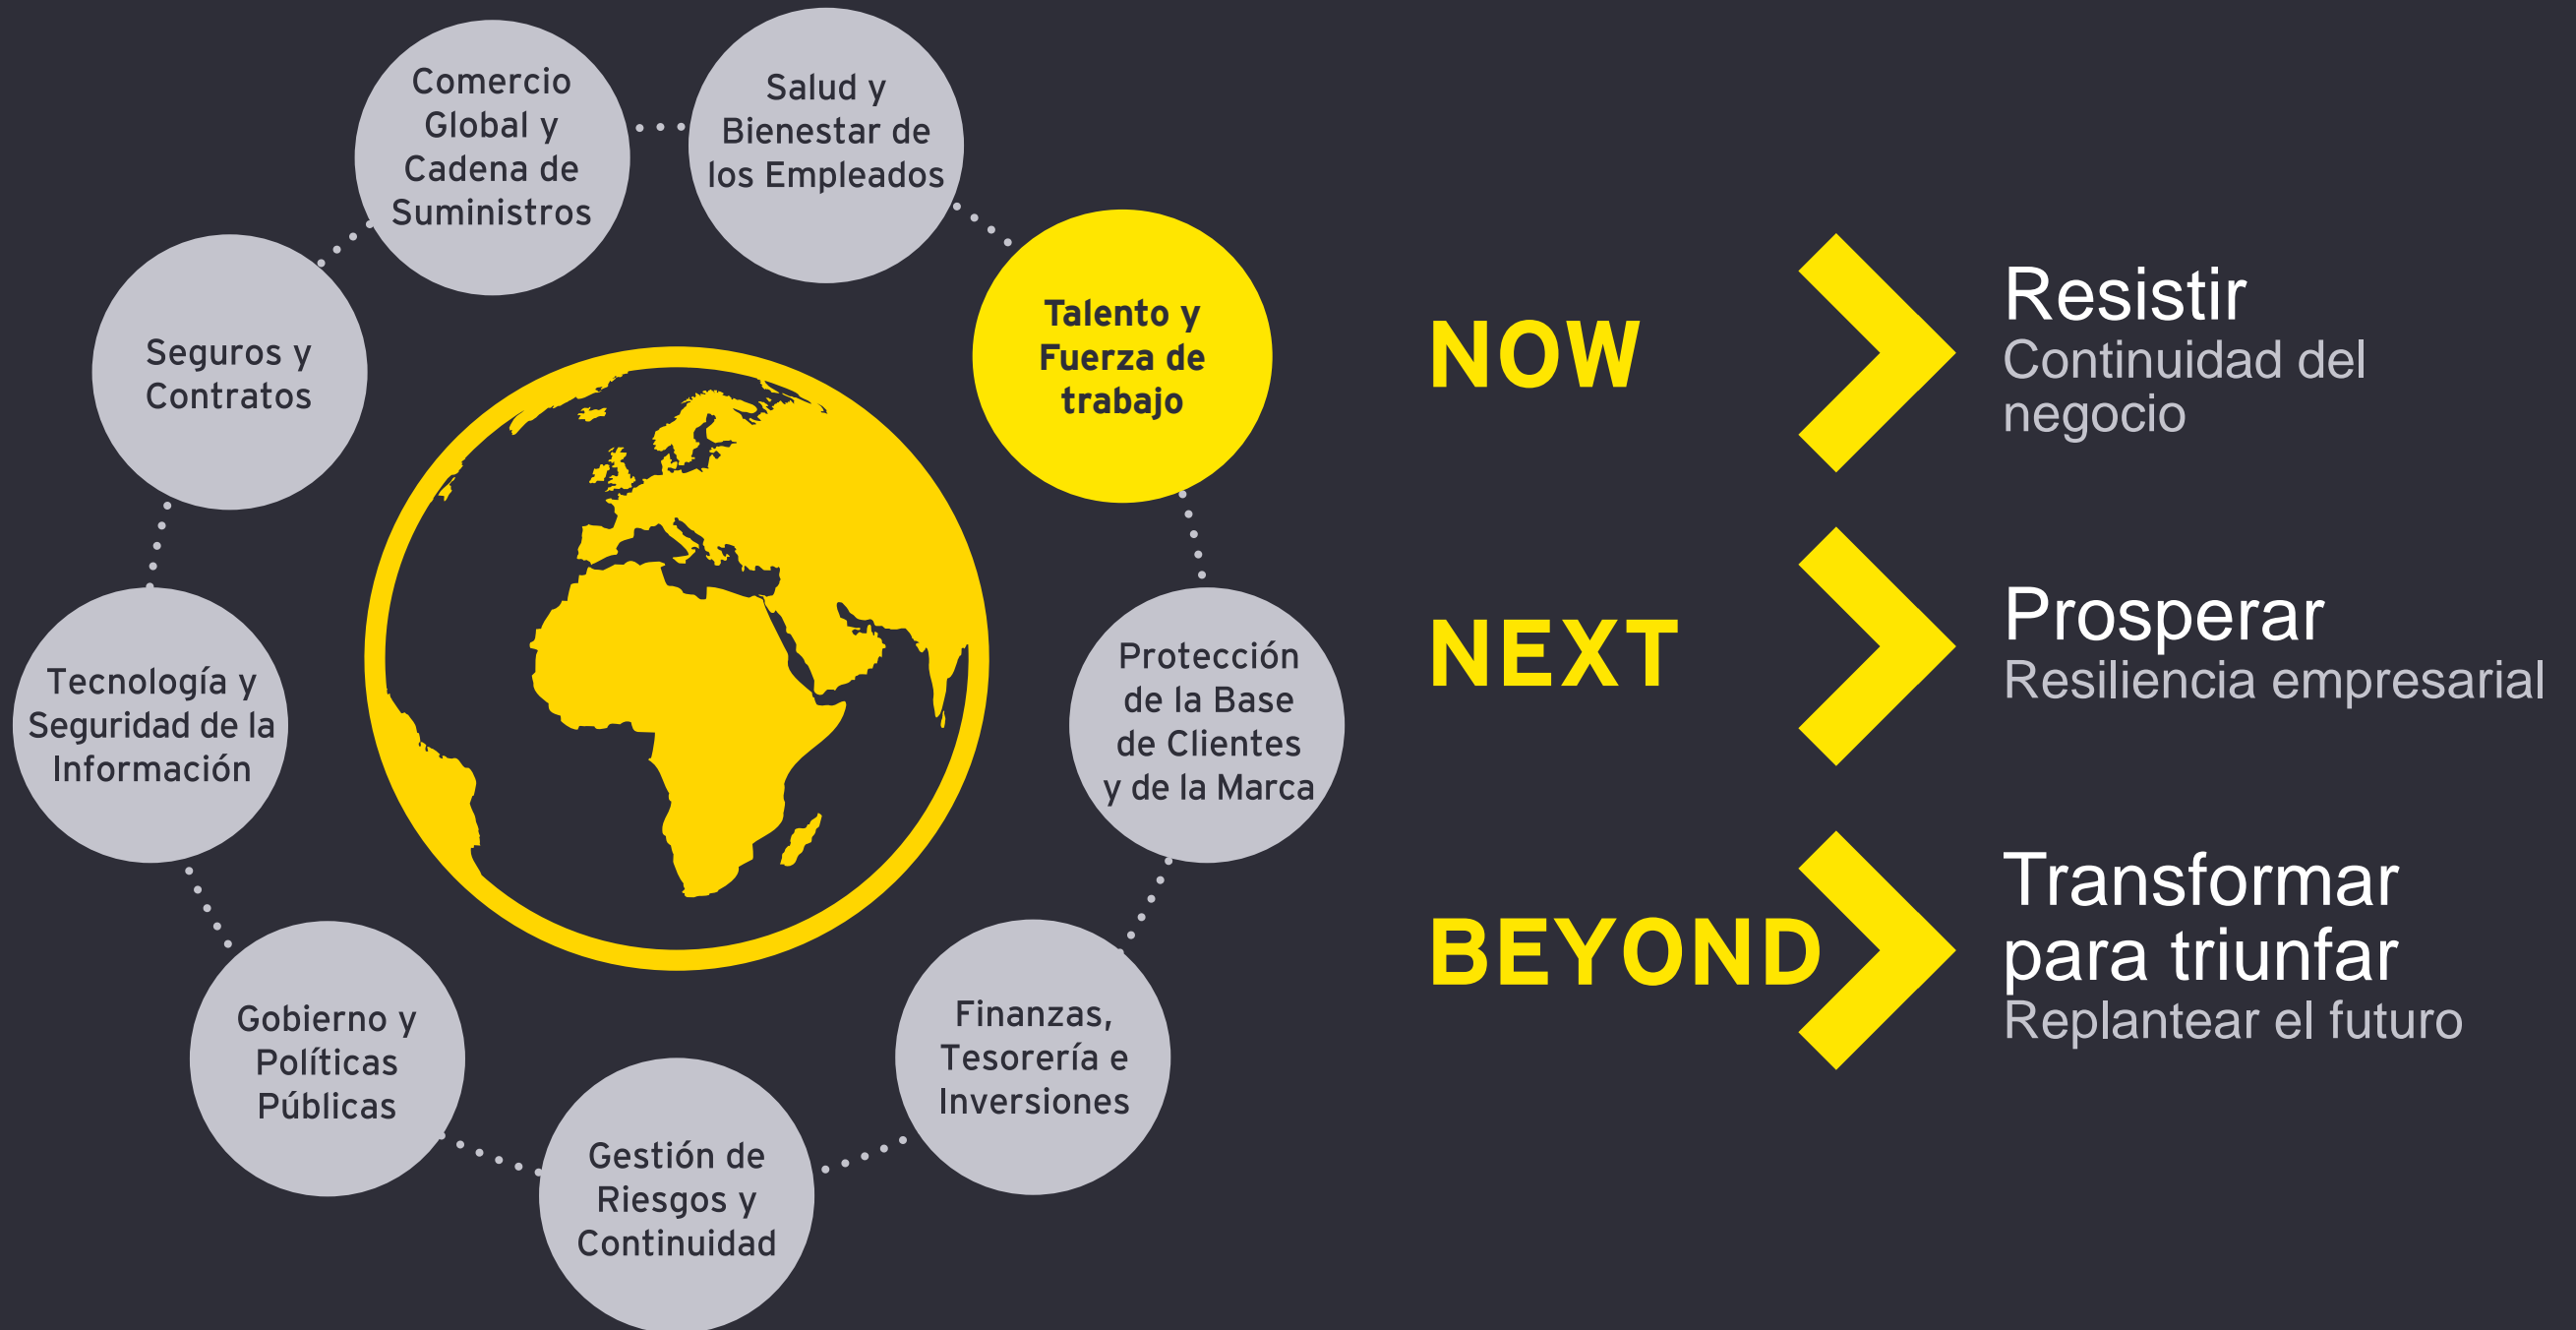 Comercio
Global y
Cadena de
Suministros
Salud y
Bienestar de
los Empleados
Talento y
Fuerza de
trabajo
Seguros y
Contratos
Tecnología y
Seguridad de la
Información
Protección
de la Base
de Clientes
y de la Marca
Gobierno y
Políticas
Públicas
Finanzas,
Tesorería e
Inversiones
Gestión de
Riesgos y
Continuidad
NOW
Resistir
Continuidad del
negocio
NEXT
Prosperar
Resiliencia empresarial
BEYOND
Transformar
para triunfar
Replantear el futuro